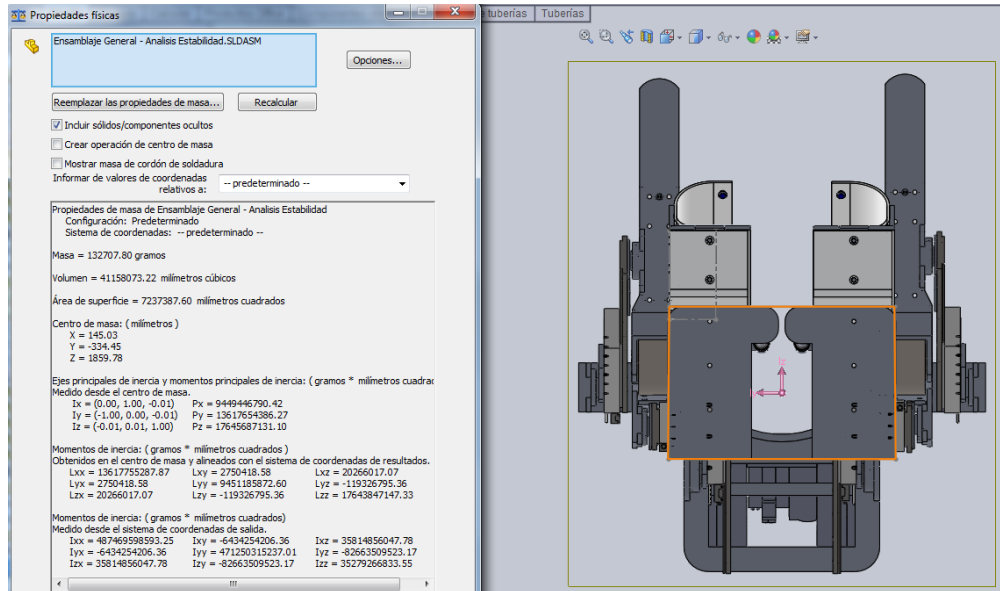 Propiedades físicas
Ensamblaje General - Analisis Estabilidad.SLDASM
Opciones...
Reemplazar las propiedades de masa...
Recalcular
Incluir sólidos/componentes ocultos
Crear operación de centro de masa
Mostrar masa de cordón de soldadura
Informar de valores de coordenadas
relativos a:
-- predeterminado --
Propiedades de masa de Ensamblaje General - Analisis Estabilidad
Configuración: Predeterminado
Sistema de coordenadas: -- predeterminado --
Masa = 132707.80 gramos
Volumen = 41158073.22 milímetros cúbicos
Área de superficie = 7237387.60 milímetros cuadrados
Centro de masa: ( milímetros )
X = 145.03
Y = -334.45
Z = 1859.78
Ejes principales de inercia y momentos principales de inercia: ( gramos * milímetros cuadrac
Medido desde el centro de masa.
Ix = (0.00, 1.00, -0.01) Px = 9449446790.42
Iy = (-1.00, 0.00, -0.01) Py = 13617654386.27
Iz = (-0.01, 0.01, 1.00) Pz = 17645687131.10
Momentos de inercia: ( gramos * milímetros cuadrados )
Obtenidos en el centro de masa y alineados con el sistema de coordenadas de resultados.
Lxx = 13617755287.87 Lxy = 2750418.58 Lxz = 20266017.07
Lyx = 2750418.58 Lyy = 9451185872.60 Lyz = -119326795.36
Lzx = 20266017.07 Lzy = -119326795.36 Lzz = 17643847147.33
Momentos de inercia: ( gramos * milímetros cuadrados)
Medido desde el sistema de coordenadas de salida.
Ixx = 487469598593.25 Ixy = -6434254206.36 Ixz = 35814856047.78
Iyx = -6434254206.36 Iyy = 471250315237.01 Iyz = -82663509523.17
Izx = 35814856047.78 Izy = -82663509523.17 Izz = 35279266833.55
tuberías
Tuberías